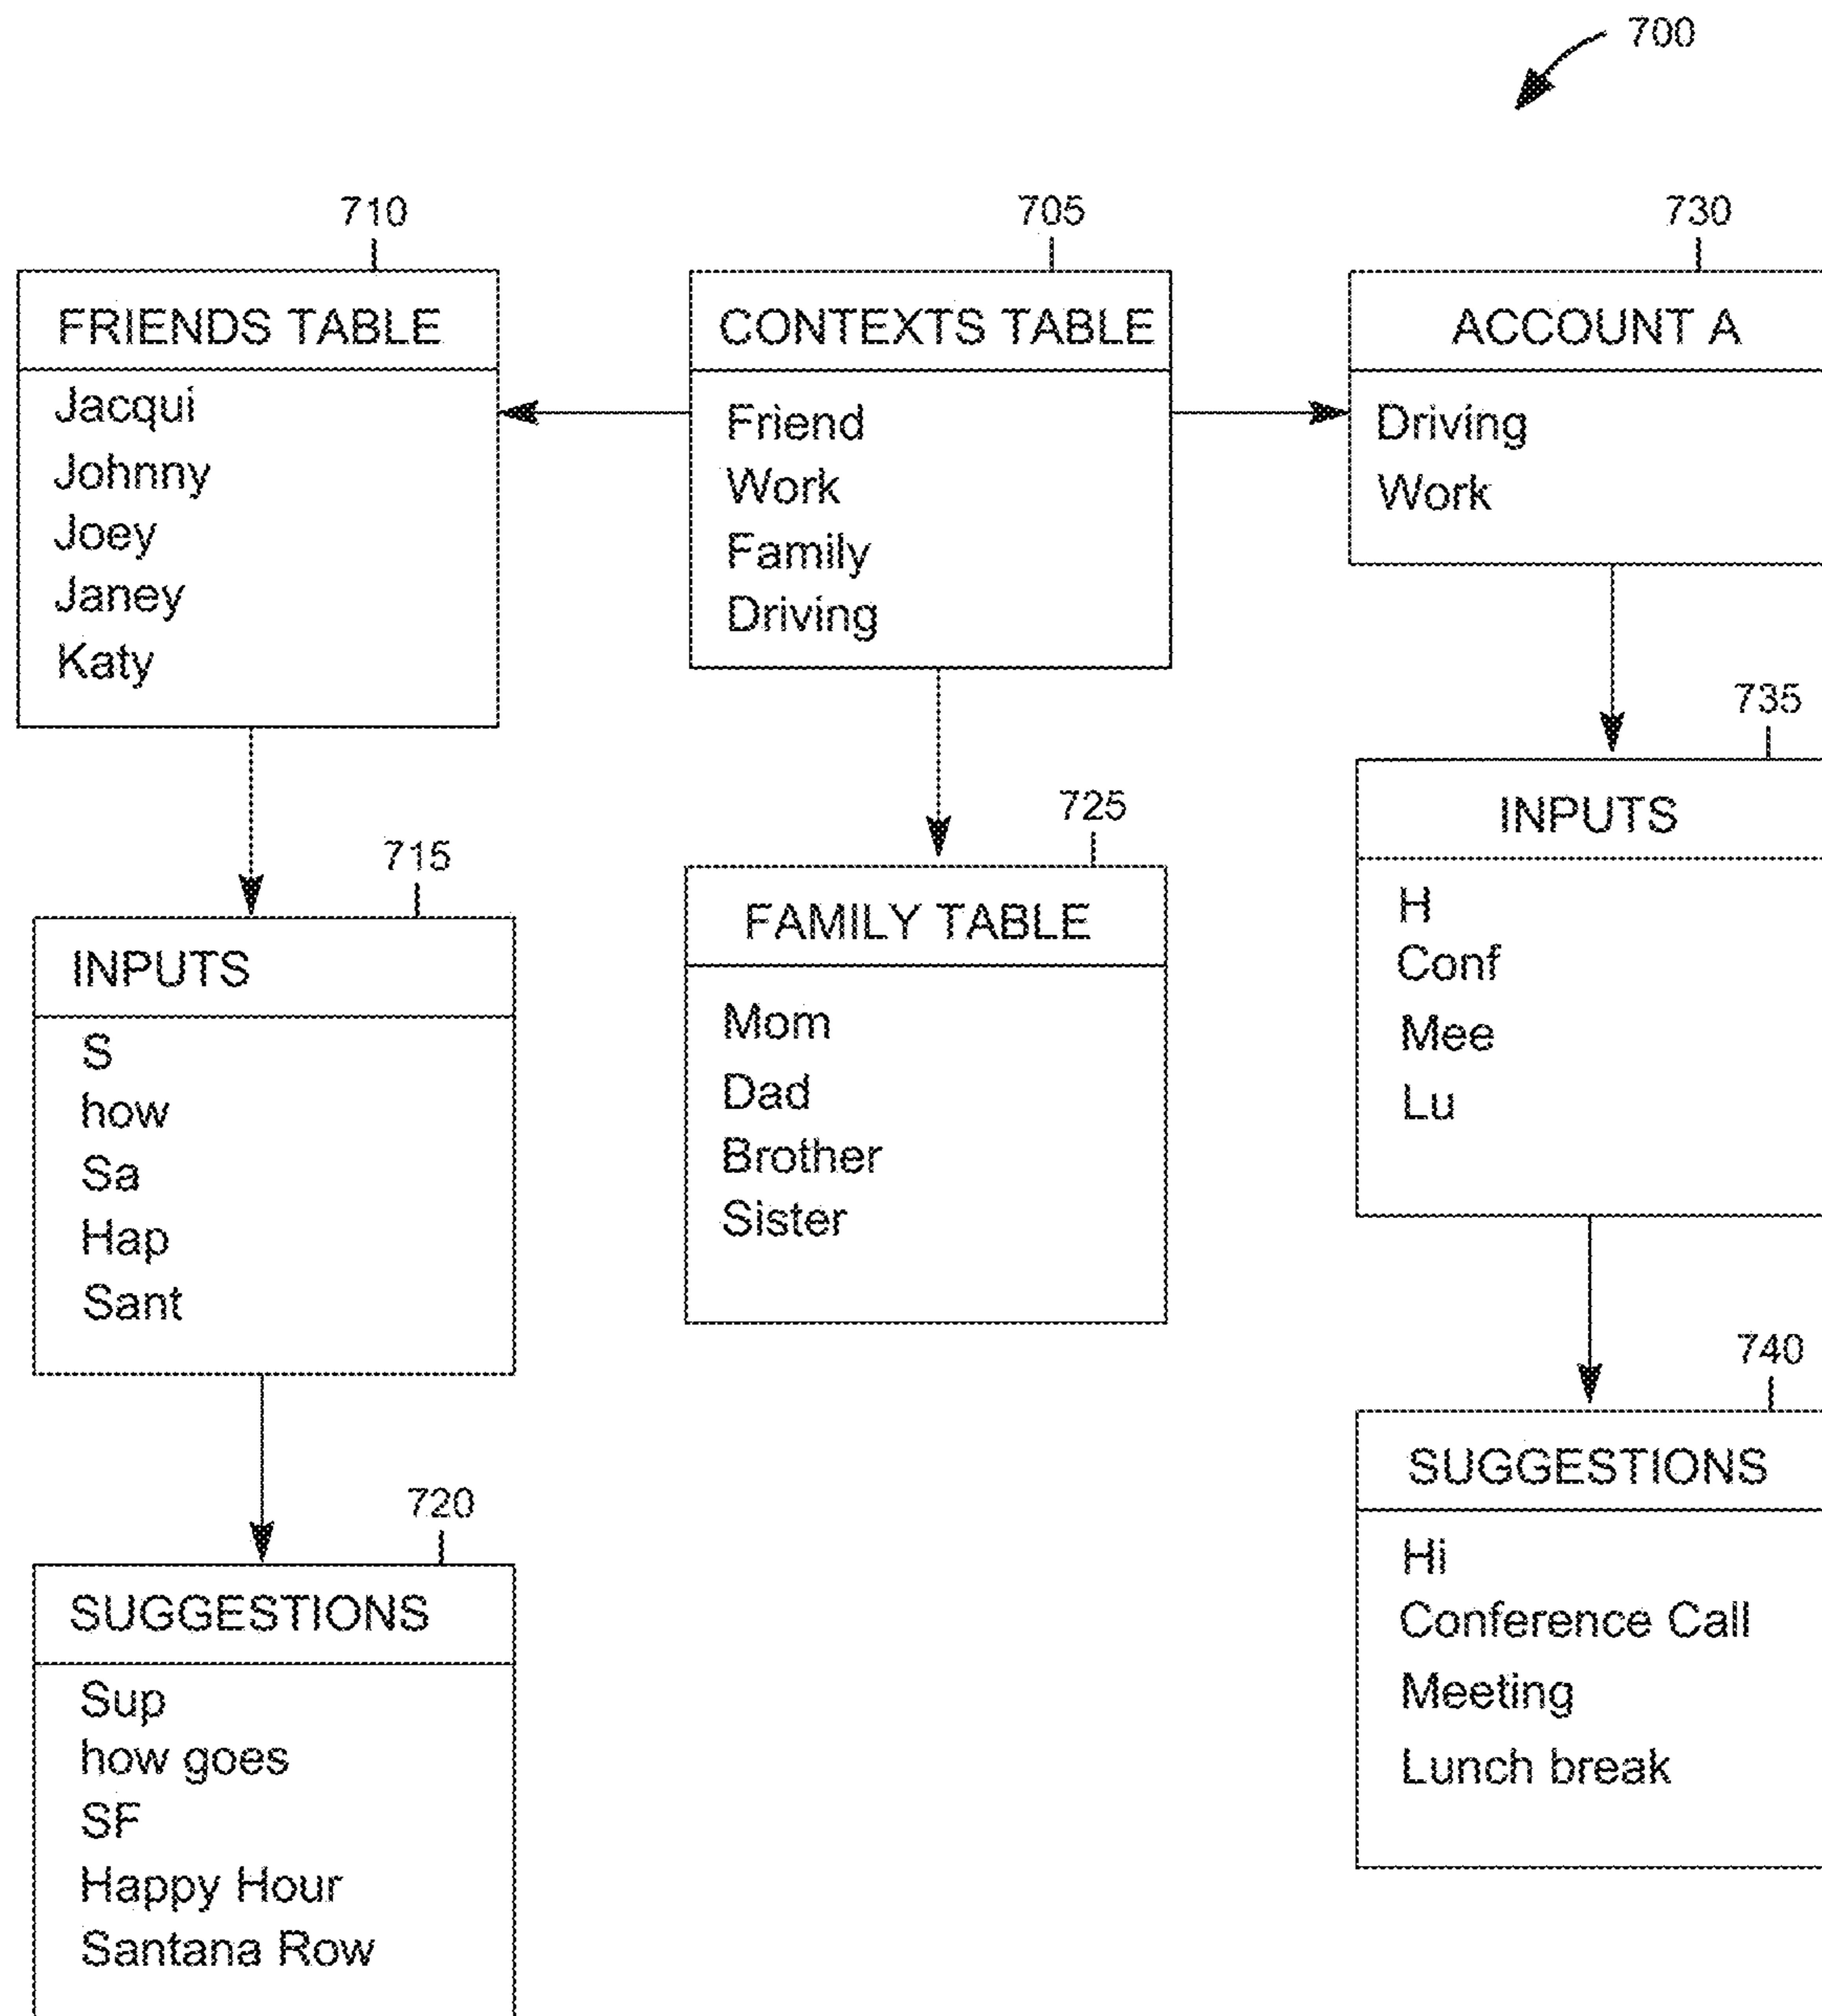 700
710
FRIENDS TABLE
Jacqui
Johnny
Joey
Janey
Katy
705
CONTEXTS TABLE
Friend
Work
Family
Driving
730
ACCOUNT A
Driving
Work
715
INPUTS
S
how
Sa
Hap
Sant
725
FAMILY TABLE
Mom
Dad
Brother
Sister
735
INPUTS
H
Conf
Mee
Lu
720
SUGGESTIONS
Sup
how goes
SF
Happy Hour
Santana Row
740
SUGGESTIONS
Hi
Conference Call
Meeting
Lunch break